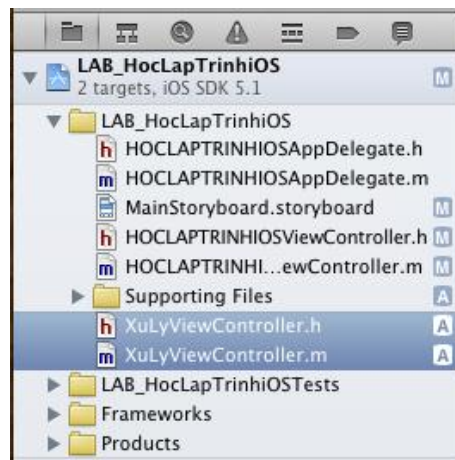 LAB_HocLapTrinhiOS M
2 targets, iOS SDK 5.1
LAB_HocLapTrinhiOS
h HOCLAPTRINHIOSAppDelegate.h
m HOCLAPTRINHIOSAppDelegate.m
MainStoryboard.storyboard M
h HOCLAPTRINHIOSViewController.h M
m HOCLAPTRINHI...ewController.m M
Supporting Files A
h XuLyViewController.h A
m XuLyViewController.m A
LAB_HocLapTrinhiOSTests
Frameworks
Products